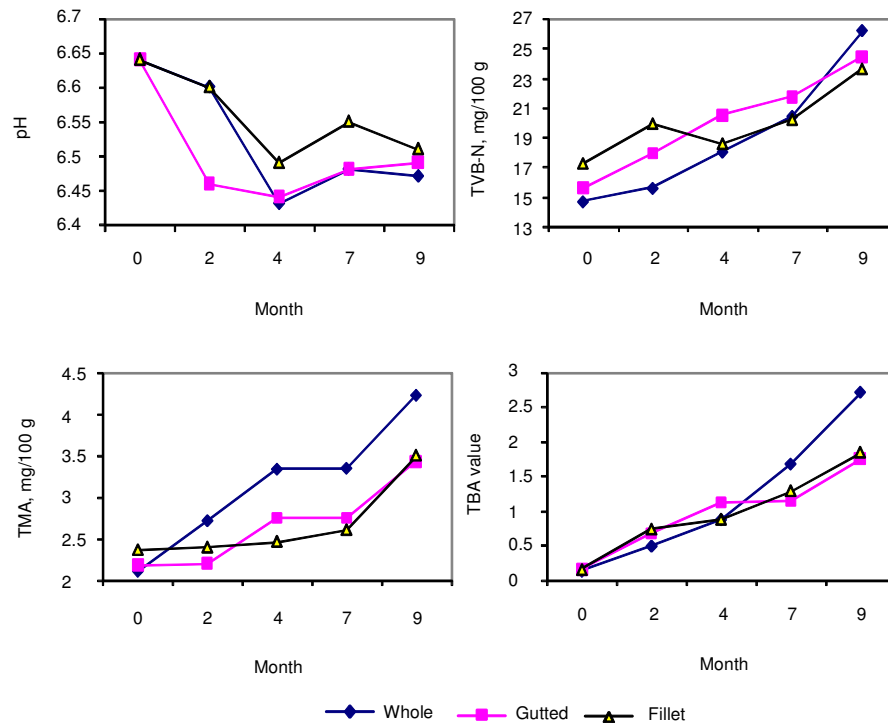 6.7
6.65
6.6
6.55
6.5
6.45
6.4
pH
0 2 4 7 9
Month
27
25
23
21
19
17
15
13
TVB-N, mg/100 g
0 2 4 7 9
Month
4.5
4
3.5
3
2.5
2
TMA, mg/100 g
0 2 4 7 9
Month
3
2.5
2
1.5
1
0.5
0
TBA value
0 2 4 7 9
Month
Whole Gutted Fillet